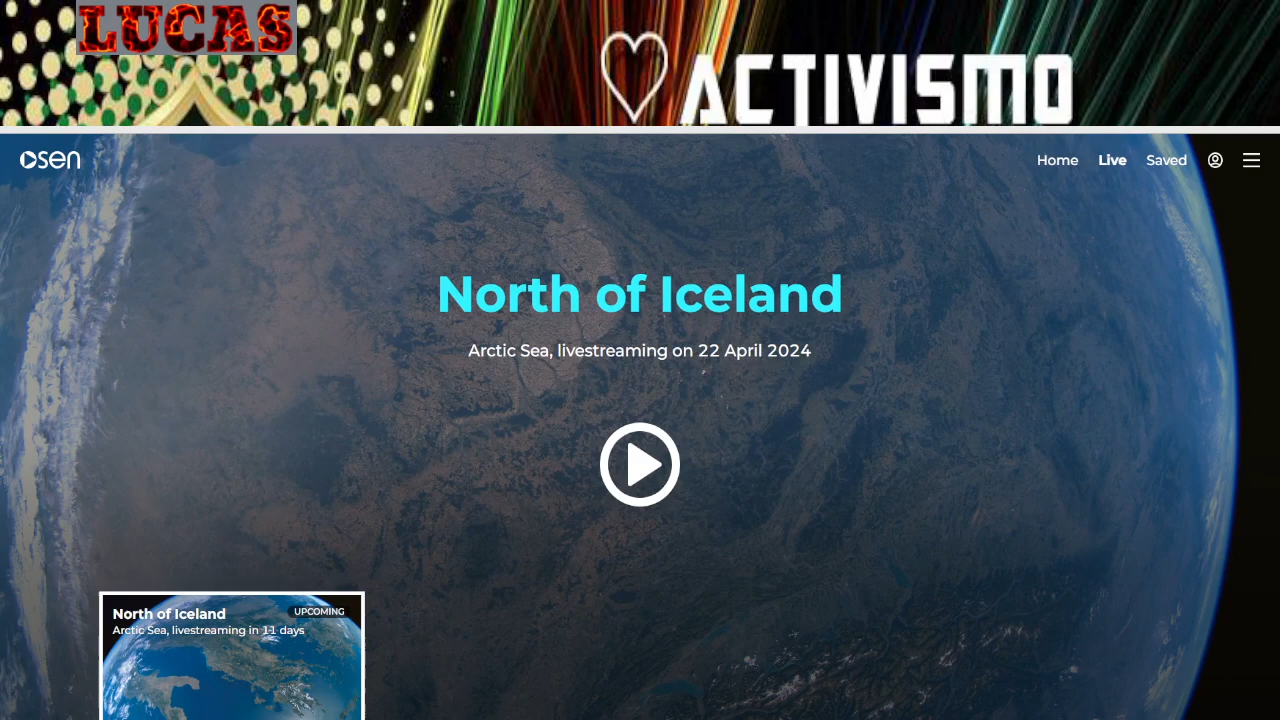 LUCAS
ACTIVISMO
sen
Home Live Saved
North of Iceland
Arctic Sea, livestreaming on 22 April 2024
North of Iceland UPCOMING
Arctic Sea, livestreaming in 11 days